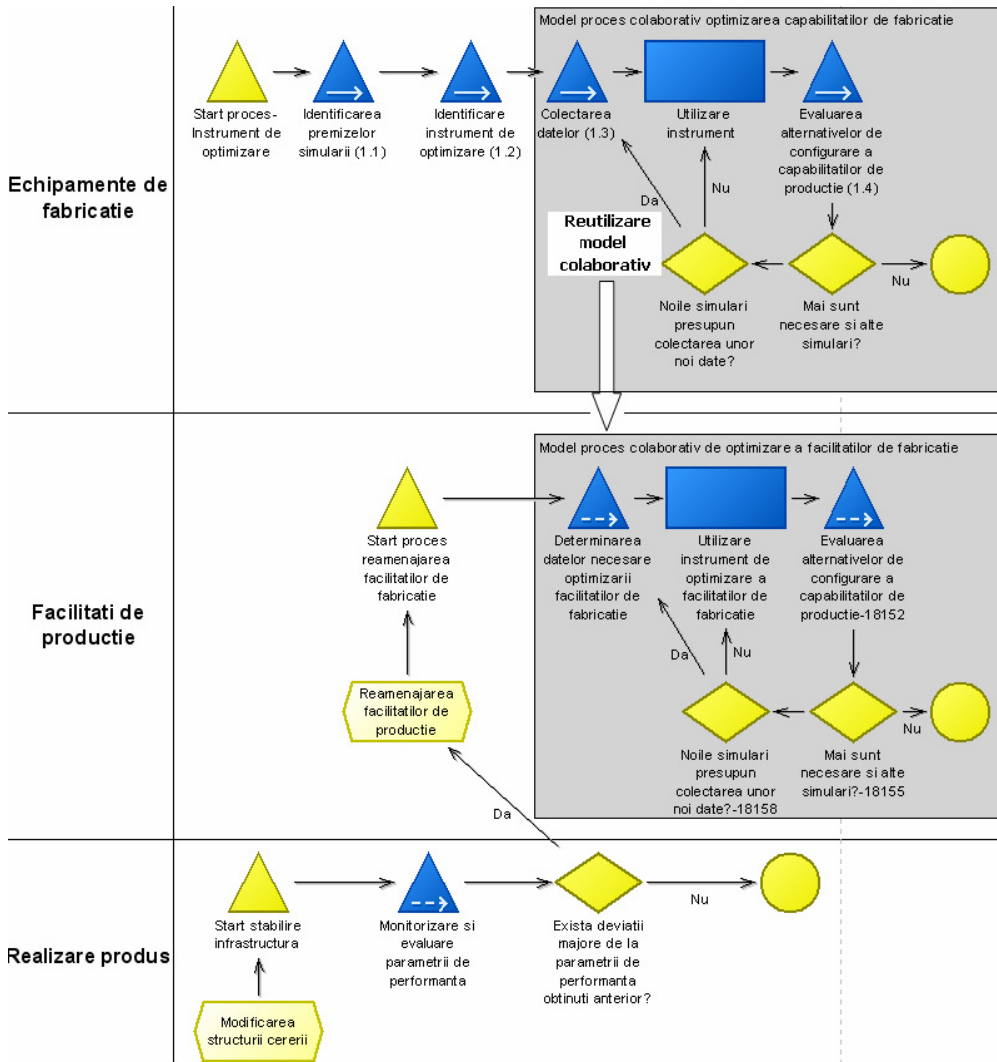 Model proces colaborativ optimizarea capabilitatilor de fabricatie
Start proces-
Instrument de
optimizare
Identificarea
premizelor
simularii (1.1)
Identificare
instrument de
optimizare (1.2)
Colectarea
datelor (1.3)
Utilizare
instrument
Evaluarea
alternativelor de
configurare a
capabilitatilor de
productie (1.4)
Echipamente de
fabricatie
Da
Nu
Reutilizare
model
colaborativ
Nu
Noile simulari
presupun
colectarea unor
noi date?
Mai sunt
necesare si alte
simulari?
Model proces colaborativ de optimizare a facilitatilor de fabricatie
Start proces
reamenajarea
facilitatilor de
fabricatie
Determinarea
datelor necesare
optimizarii
facilitatilor de
fabricatie
Utilizare
instrument de
optimizare a
facilitatilor de
fabricatie
Evaluarea
alternativelor de
configurare a
capabilitatilor de
productie-18152
Facilitati de
productie
Da
Nu
Reamenajarea
facilitatilor de
productie
Nu
Noile simulari
presupun
colectarea unor
noi date?-18158
Mai sunt
necesare si alte
simulari?-18155
Da
Realizare produs
Start stabilire
infrastructura
Monitorizare si
evaluare
parametrii de
performanta
Exista deviatii
majore de la
parametrii de
performanta
obtinuti anterior?
Nu
Modificarea
structurii cererii